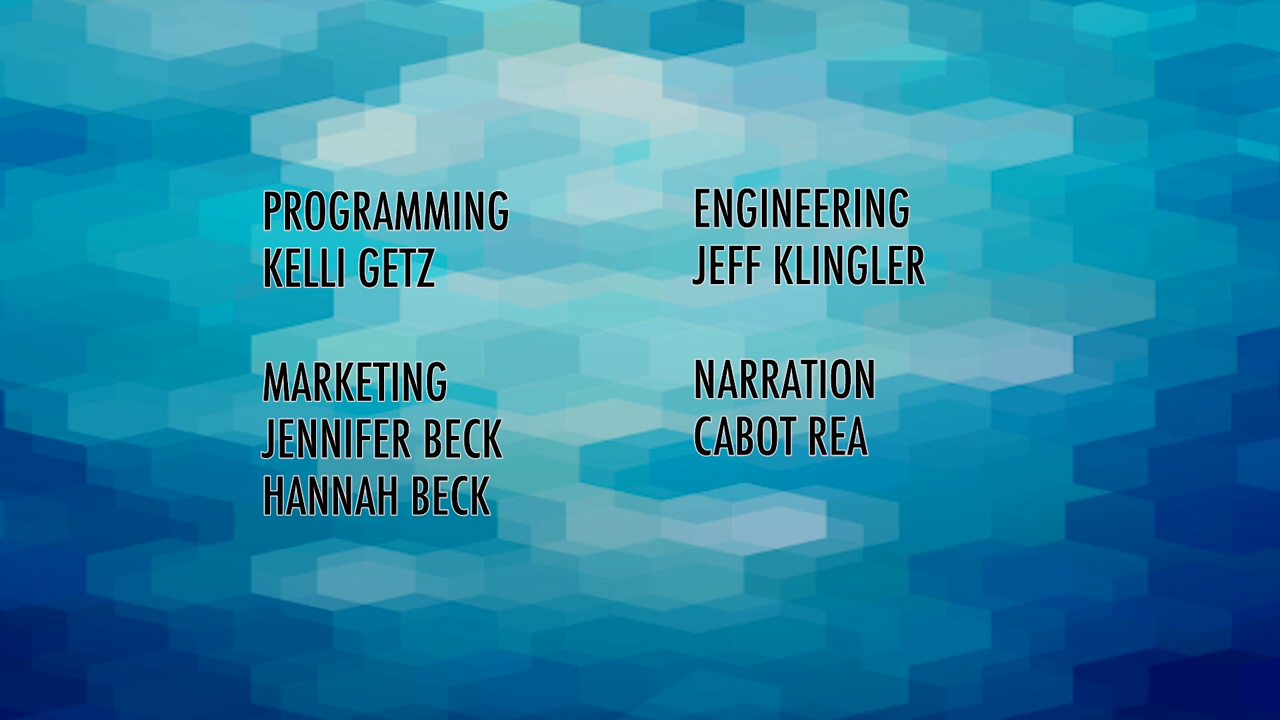 PROGRAMMING
KELLI GETZ
MARKETING
JENNIFER BECK
HANNAH BECK
ENGINEERING
JEFF KLINGLER
NARRATION
CABOT REA